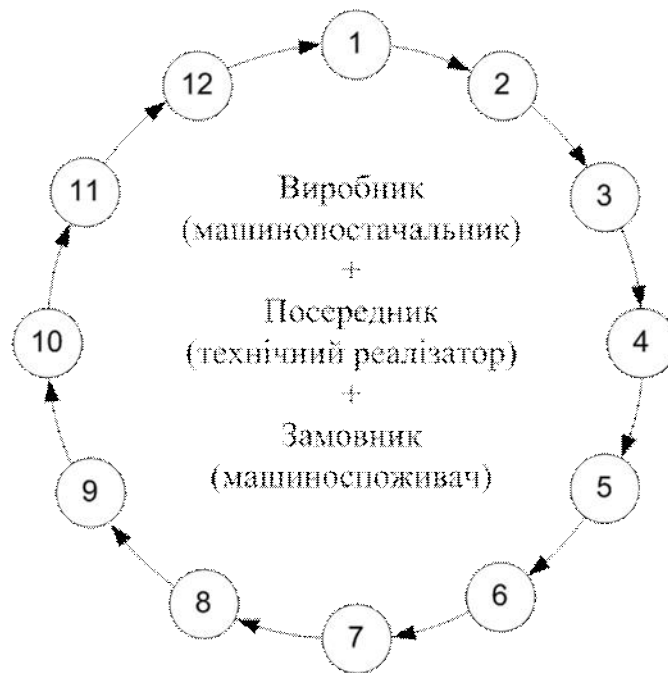 1
2
3
4
5
6
7
8
9
10
11
12
Виробник
(машинопостачальник)
+
Посередник
(технічний реалізатор)
+
Замовник
(машиноспоживач)